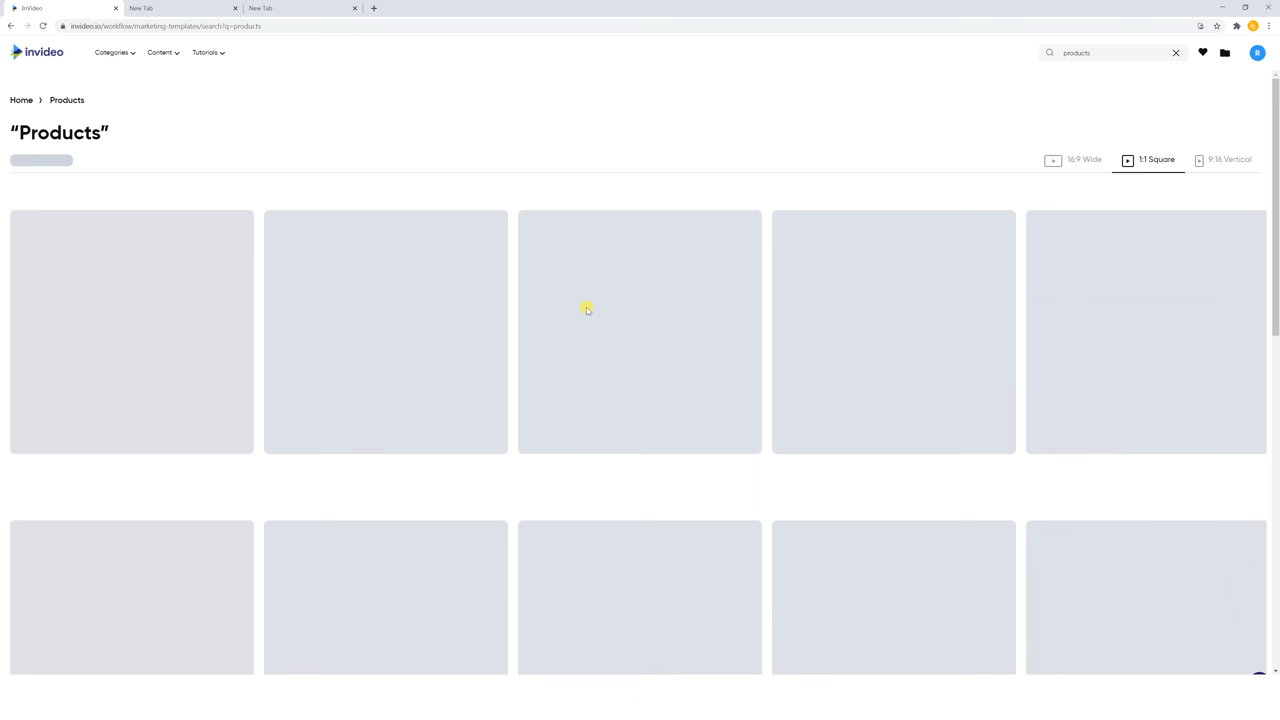 InVideo
New Tab
New Tab
invideo.io/workflow/marketing-templates/search?q=products
invideo
Categories
Content
Tutorials
products
R
Home > Products
“Products”
16:9 Wide
1:1 Square
9:16 Vertical